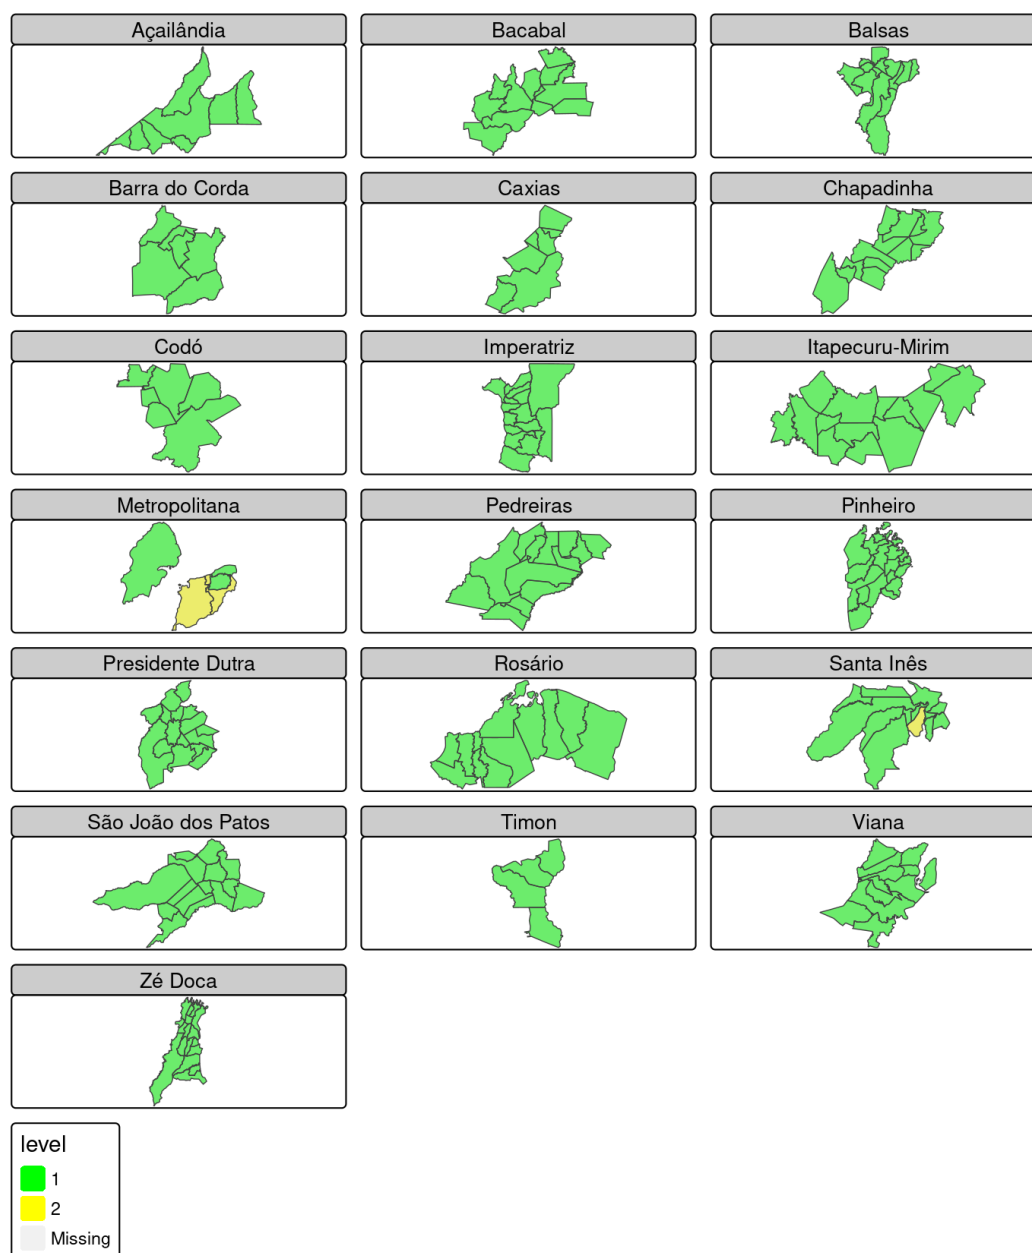 Açailândia
Bacabal
Balsas
Barra do Corda
Caxias
Chapadinha
Codó
Imperatriz
Itapecuru-Mirim
Metropolitana
Pedreiras
Pinheiro
Presidente Dutra
Rosário
Santa Inês
São João dos Patos
Timon
Viana
Zé Doca
level
1
2
Missing